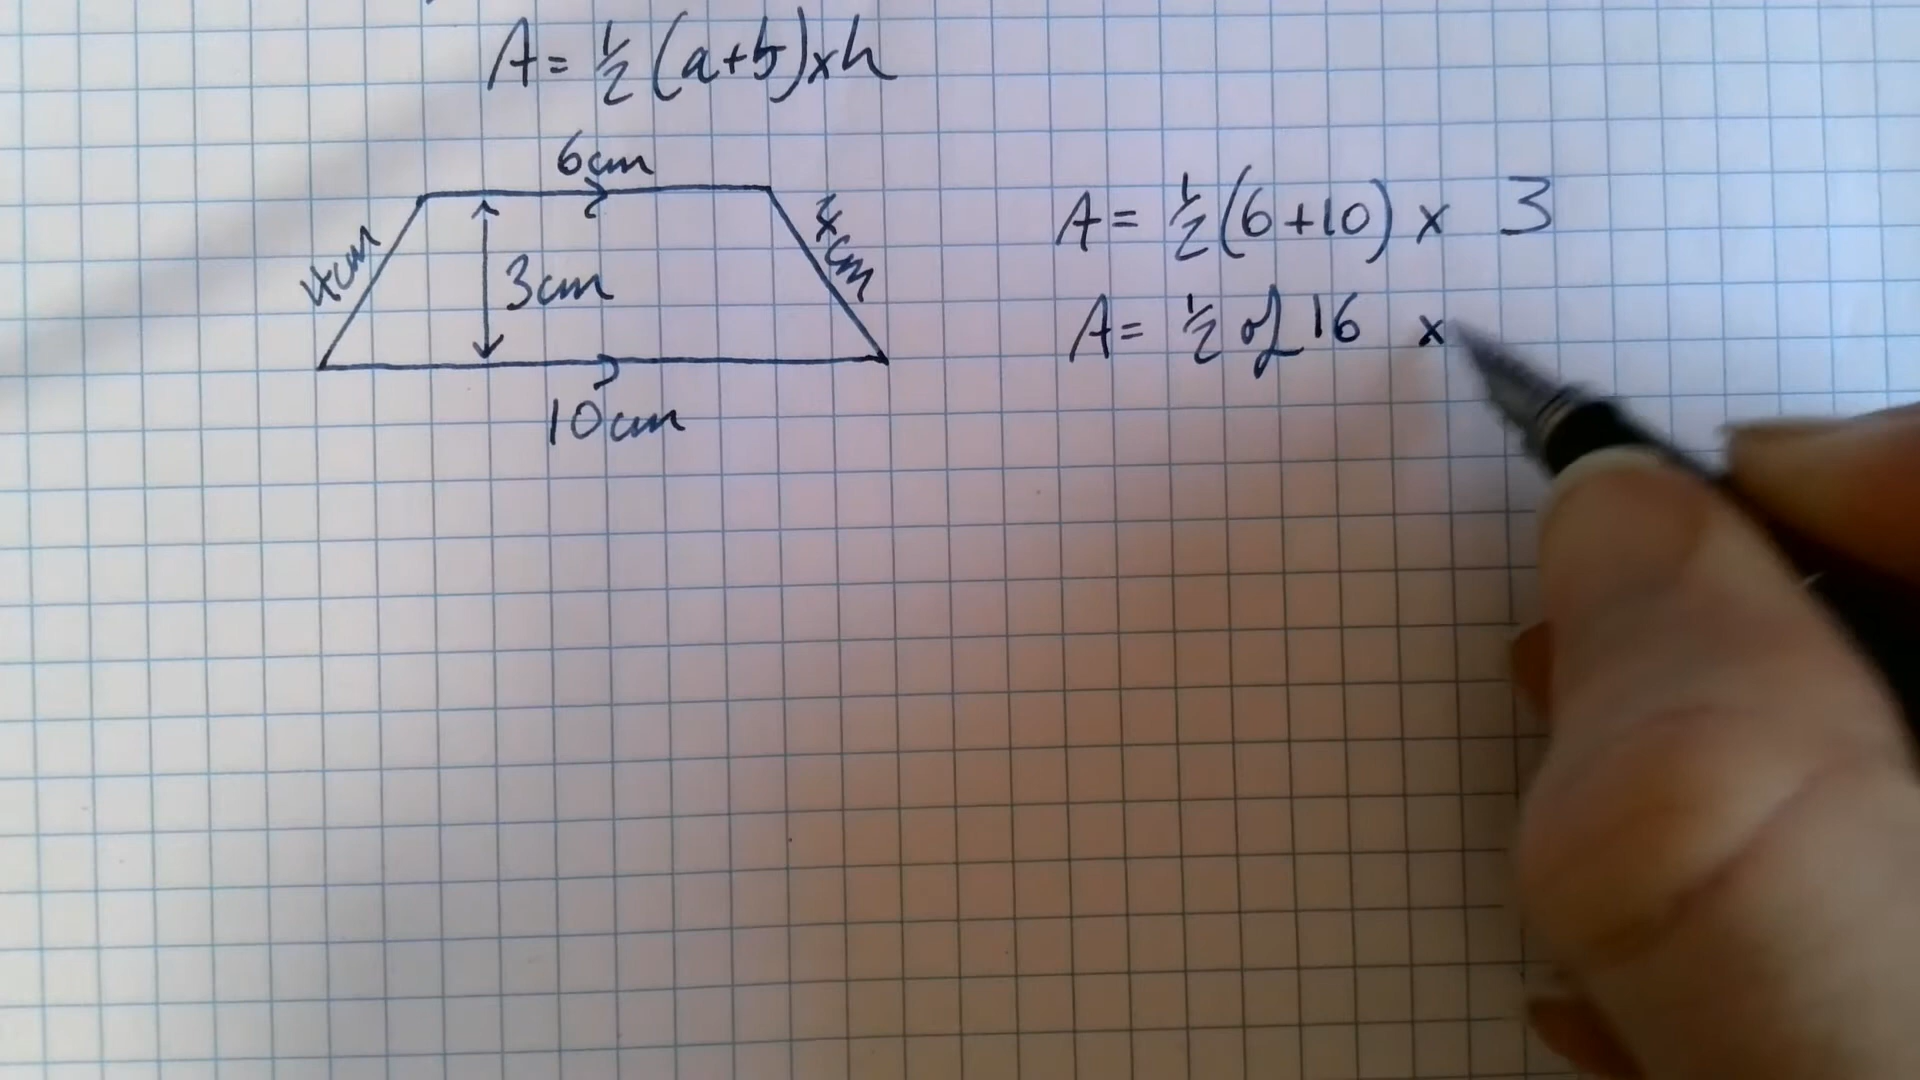 A = ½ (a+b) x h
6cm
4cm
3cm
4cm
10cm
A = ½ (6+10) x 3
A = ½ of 16 x